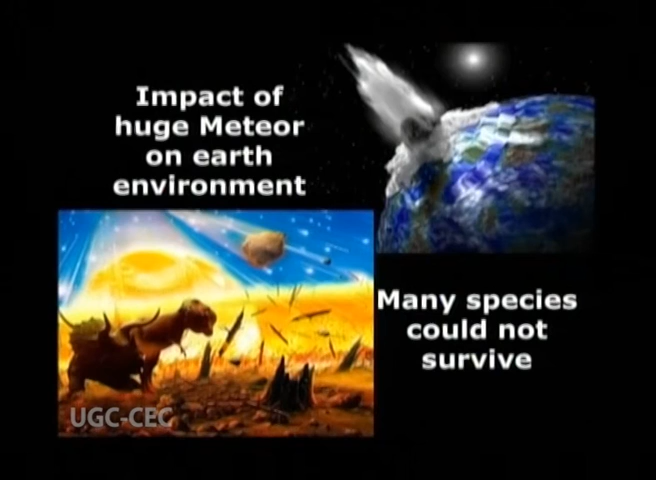 Impact of
huge Meteor
on earth
environment
Many species
could not
survive
UGC-CEC